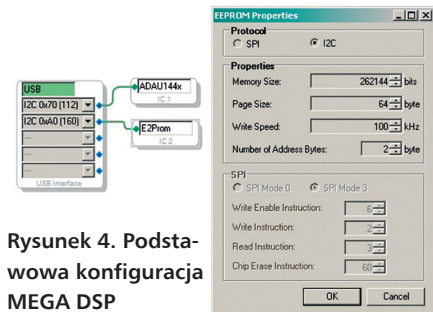 USB
I2C 0x70 (112)
I2C 0xA0 (160)
---
---
---
USB Interface
ADAU144x
IC 1
E2Prom
IC 2
Rysunek 4. Podsta-
wowa konfiguracja
MEGA DSP
EEPROM Properties
Protocol
SPI I2C
Properties
Memory Size: 262144 bits
Page Size: 64 byte
Write Speed: 100 kHz
Number of Address Bytes: 2 byte
SPI
SPI Mode 0 SPI Mode 3
Write Enable Instruction: 6
Write Instruction: 2
Read Instruction: 3
Chip Erase Instruction: 60
OK Cancel